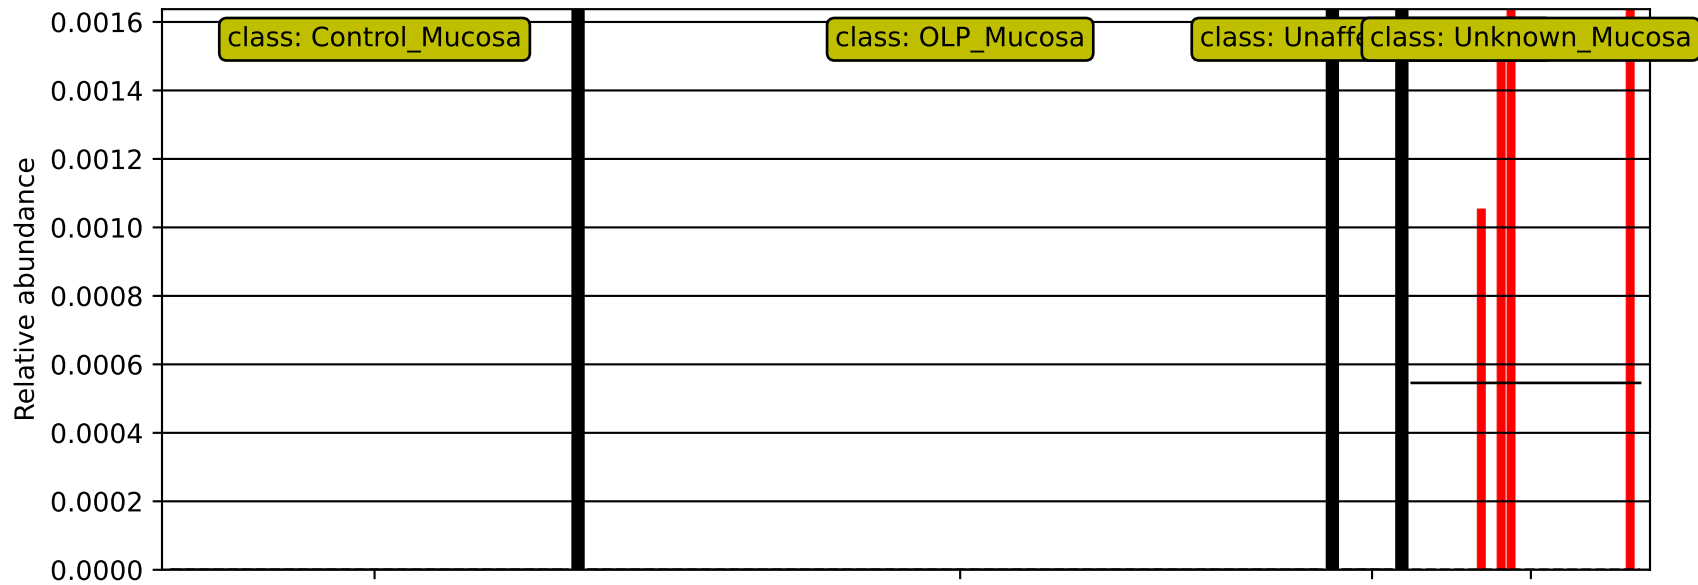 0.0016
class: Control_Mucosa
class: OLP_Mucosa
class:
class: Unknown_Mucosa
0.0014
0.0012
0.0010
0.0008
0.0006
0.0004
0.0002
0.0000
Relative abundance